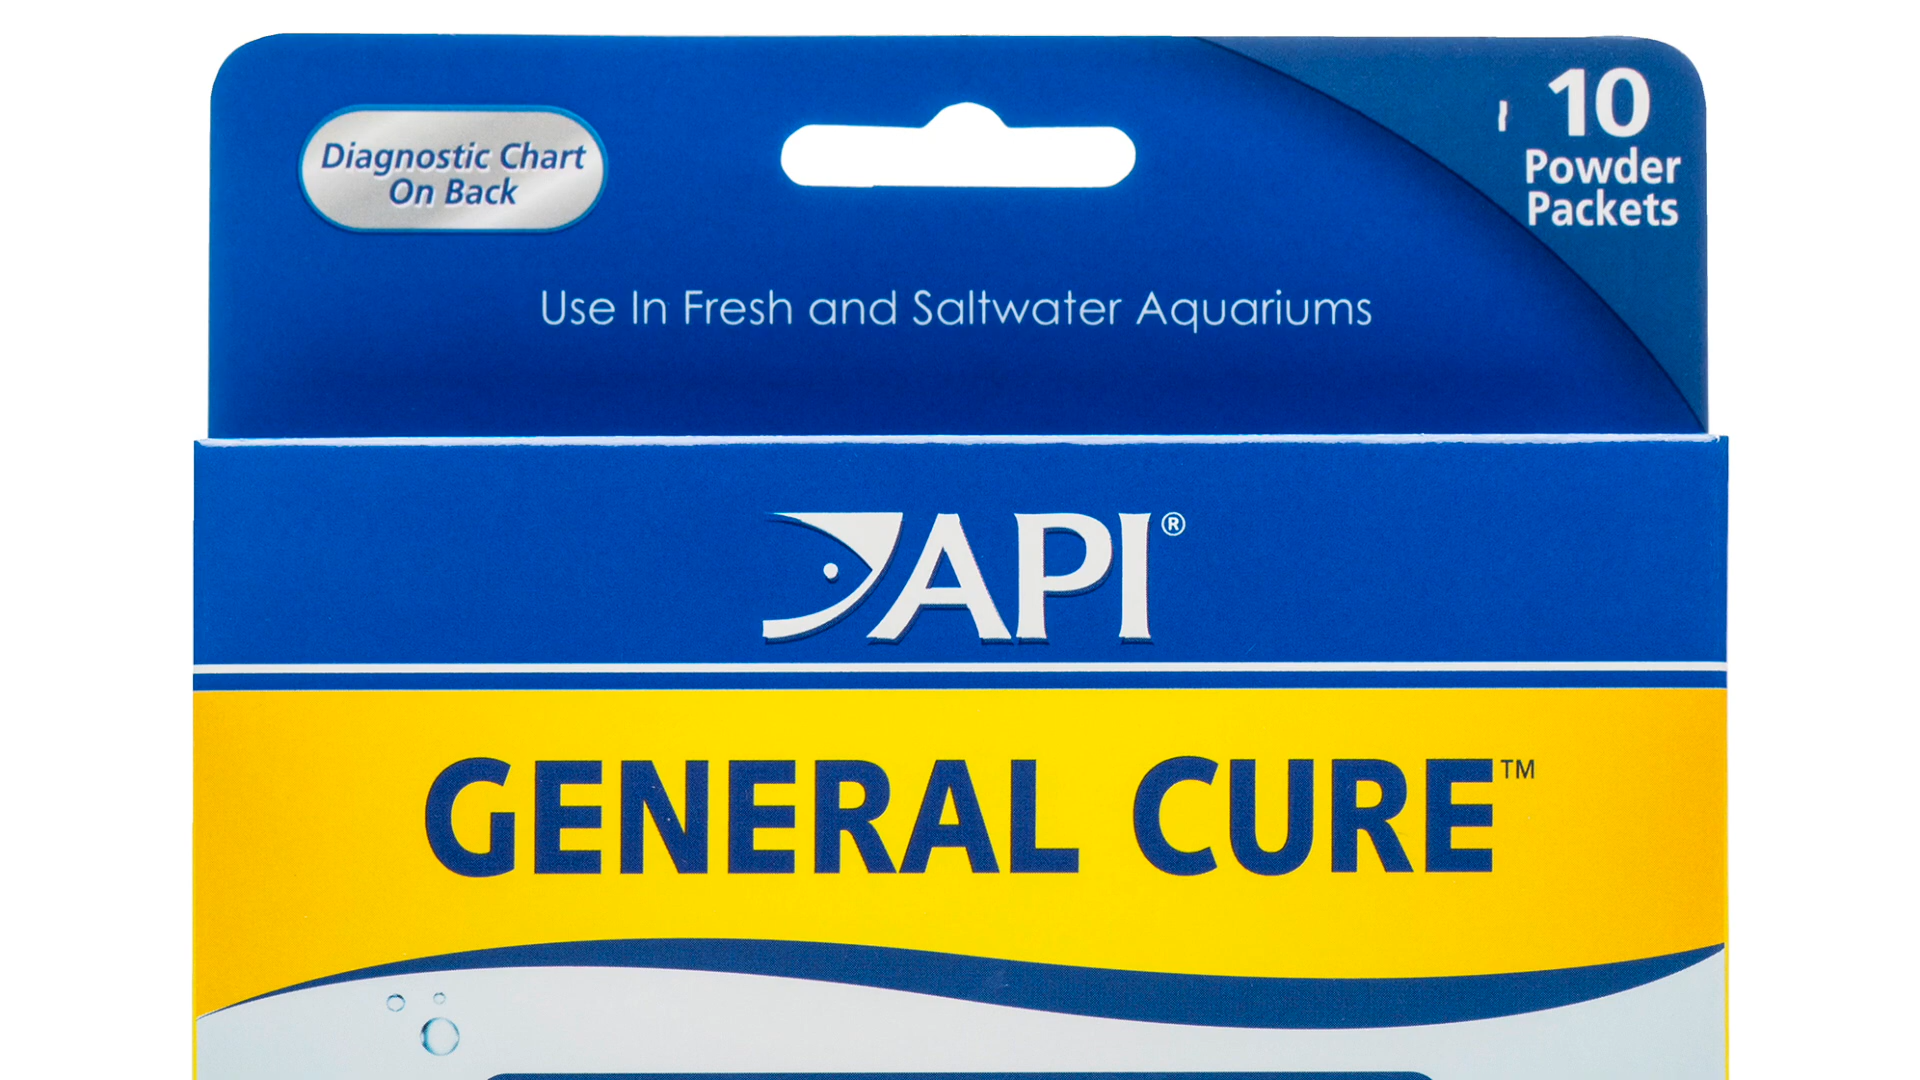 Diagnostic Chart
On Back
10
Powder
Packets
Use In Fresh and Saltwater Aquariums
API®
GENERAL CURE™